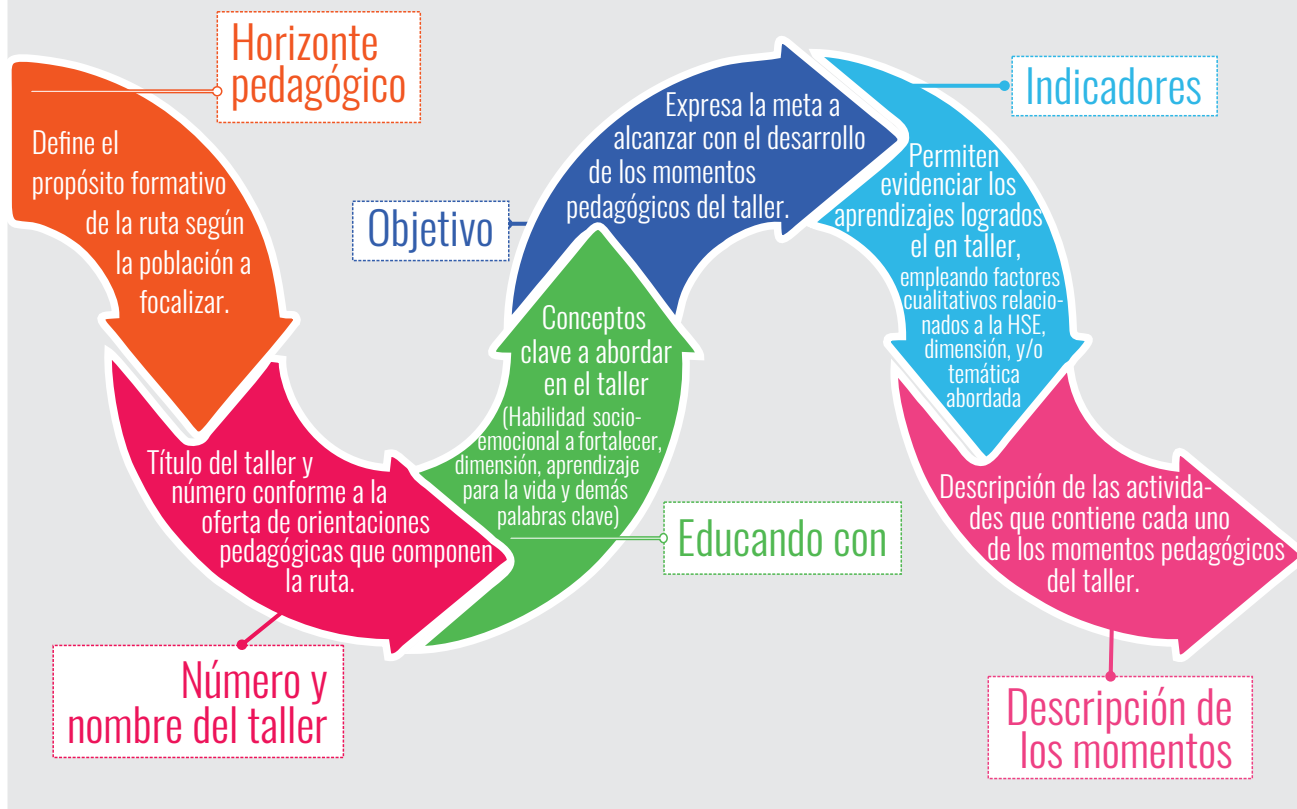 Horizonte
pedagógico
Define el
propósito formativo
de la ruta según
la población a
focalizar.
Número y
nombre del taller
Título del taller y
número conforme a la
oferta de orientaciones
pedagógicas que componen
la ruta.
Educando con
Conceptos
clave a abordar
en el taller
(Habilidad socio-
emocional a fortalecer,
dimensión, aprendizaje
para la vida y demás
palabras clave)
Objetivo
Expresa la meta a
alcanzar con el desarrollo
de los momentos
pedagógicos del taller.
Indicadores
Permiten
evidenciar los
aprendizajes logrados
el en taller,
empleando factores
cualitativos relacio-
nados a la HSE,
dimensión, y/o
temática
abordada
Descripción de
los momentos
Descripción de las activida-
des que contiene cada uno
de los momentos pedagógicos
del taller.